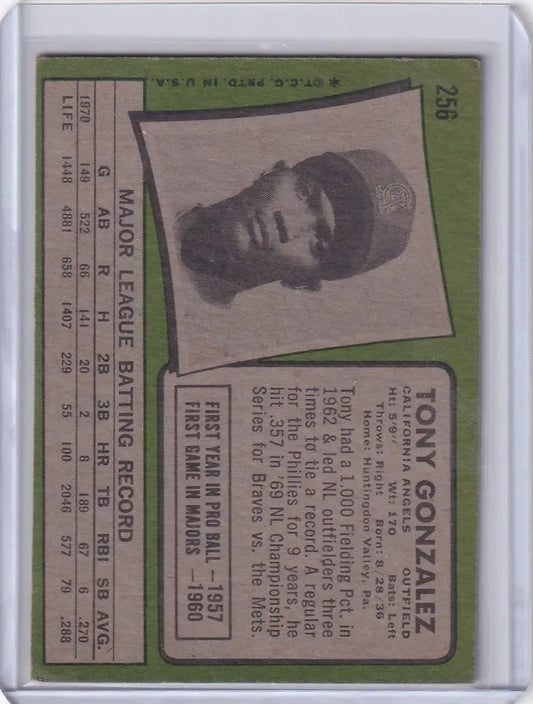 256
TONY GONZALEZ
CALIFORNIA ANGELS OUTFIELD
Ht: 5'9" Wt: 170 Bats: Left
Throws: Right Born: 8/28/36
Home: Huntingdon Valley, Pa.
Tony had a 1.000 Fielding Pct. in
1962 & led NL outfielders three
times to tie a record. A regular
for the Phillies for 9 years, he
hit .357 in '69 NL Championship
Series for Braves vs. the Mets.
FIRST YEAR IN PRO BALL—1957
FIRST GAME IN MAJORS —1960
MAJOR LEAGUE BATTING RECORD
G AB R H 2B 3B HR TB RBI SB AVG.
1970 149 522 66 141 20 2 8 189 67 6 .270
LIFE 1448 4881 658 1407 229 55 100 2046 577 79 .288
✻©T.C.G. PRTD. IN U.S.A.